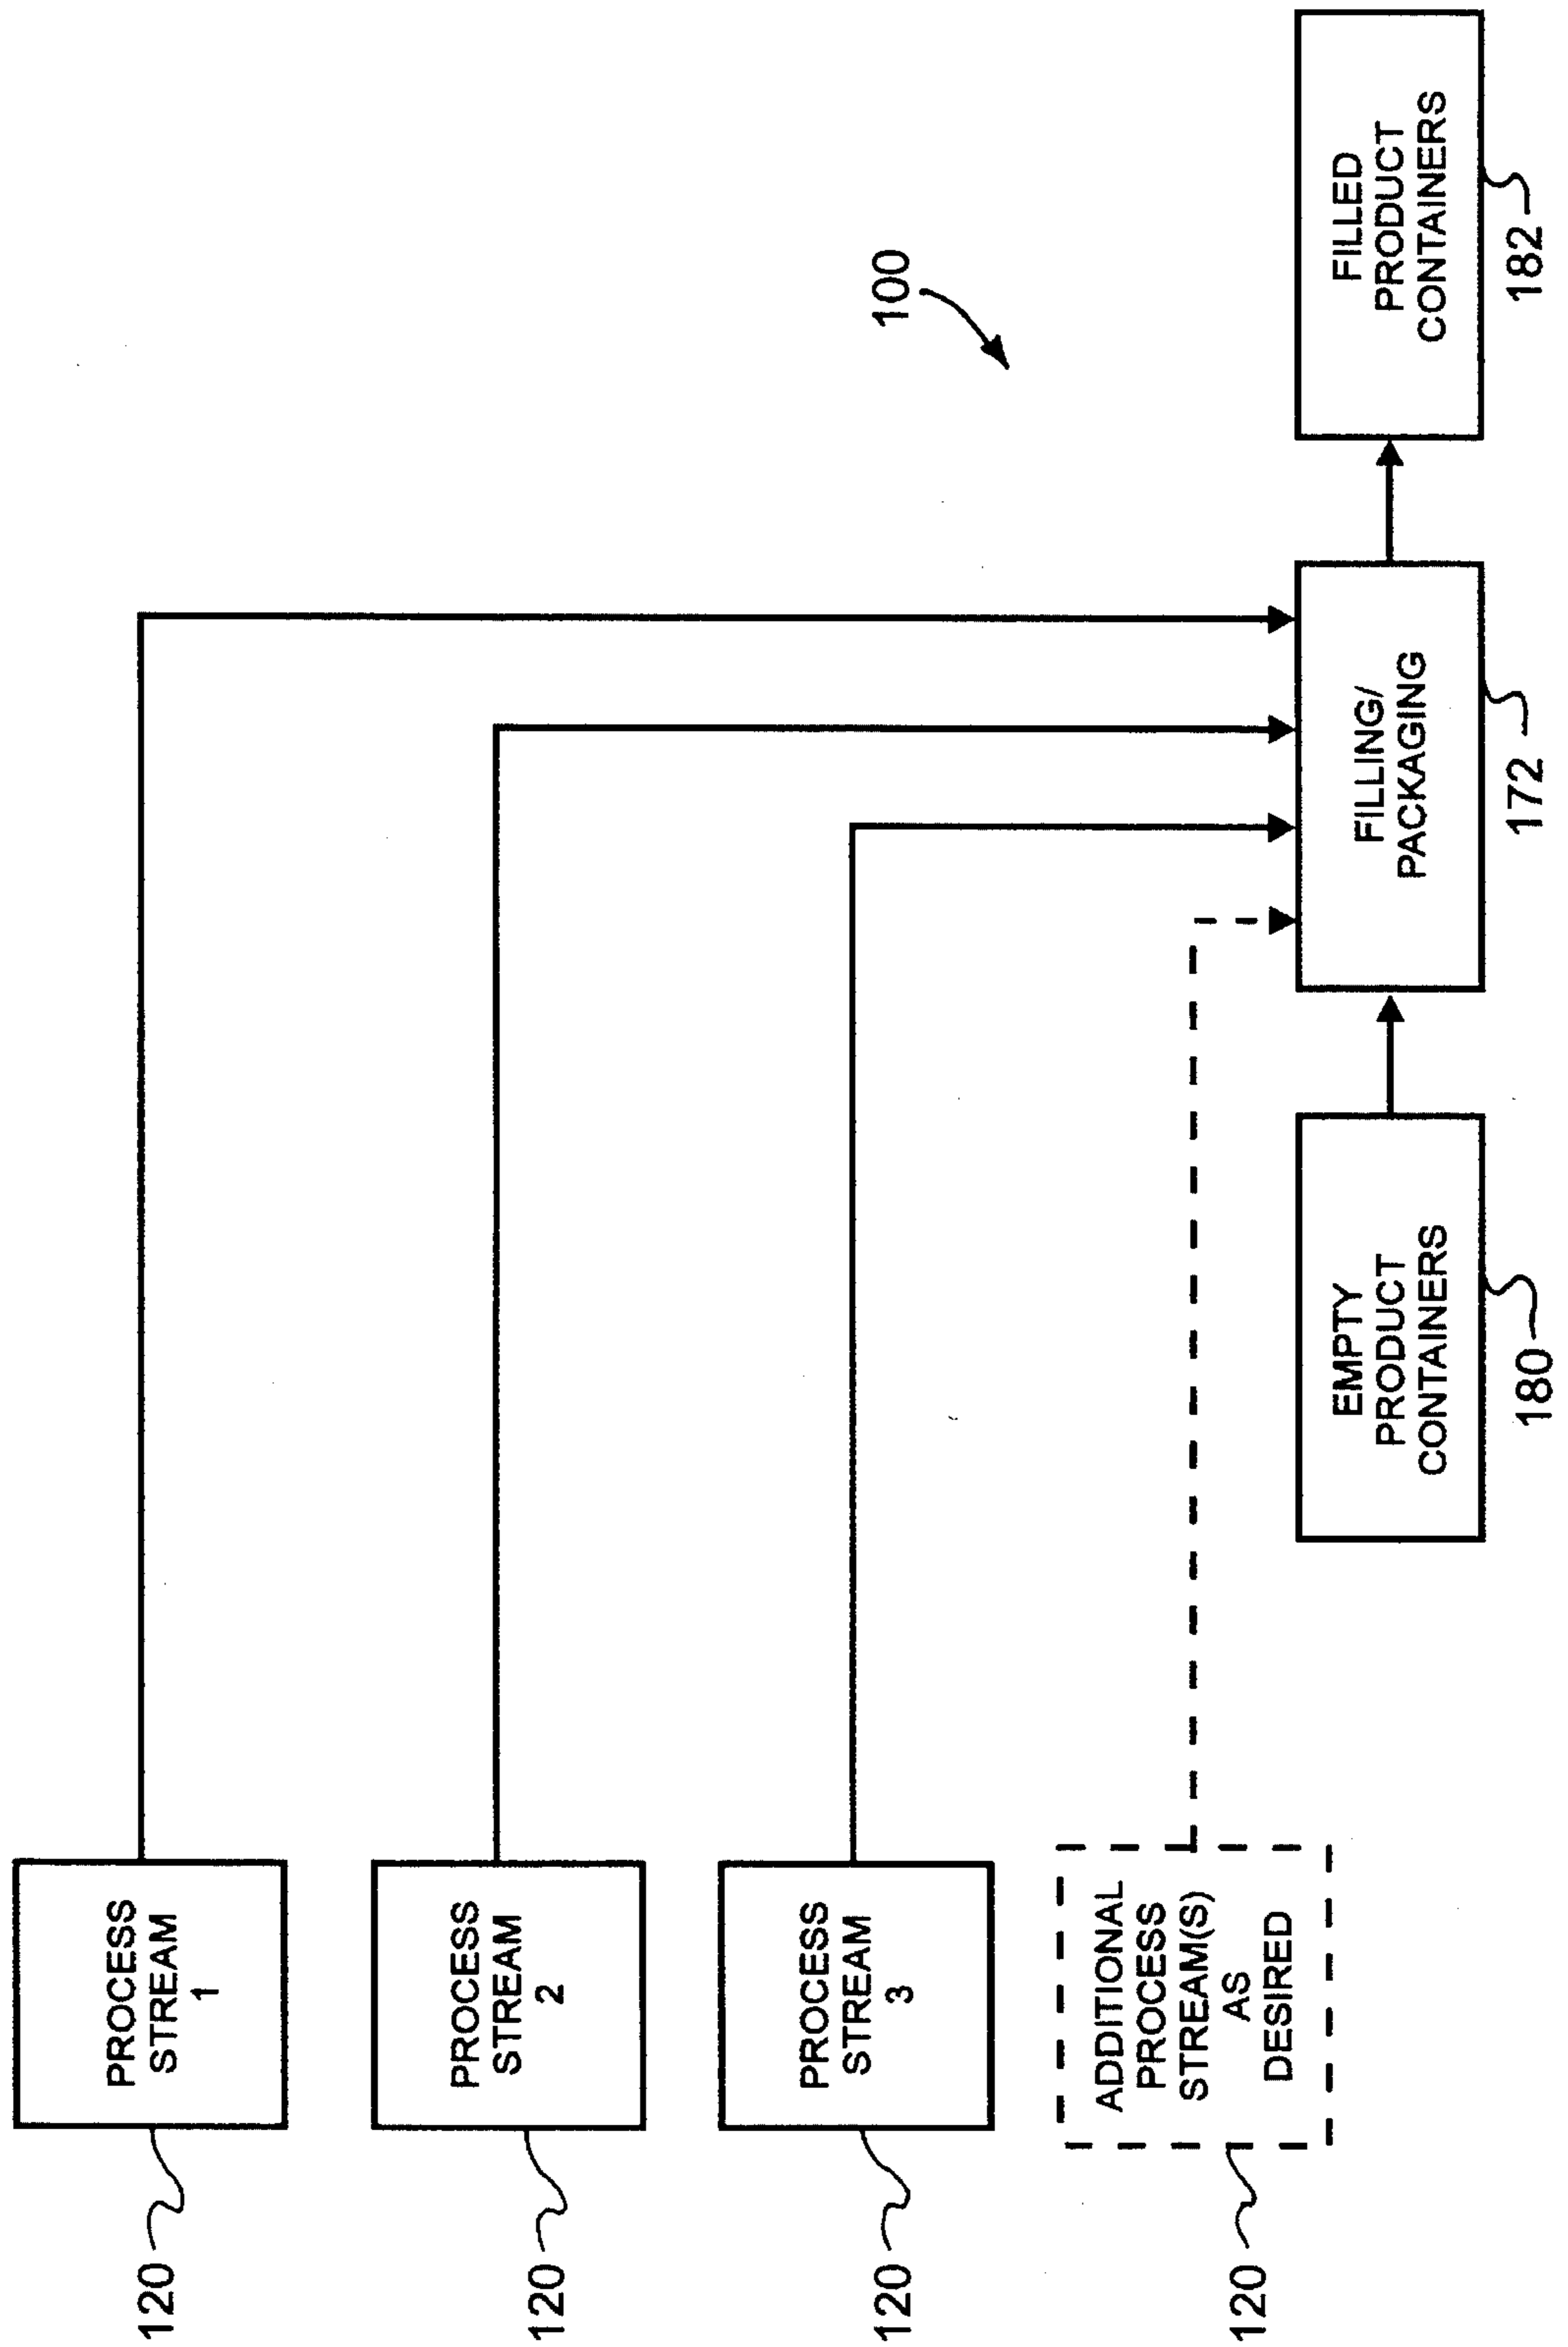 120
PROCESS
STREAM
1
120
PROCESS
STREAM
2
120
PROCESS
STREAM
3
120
ADDITIONAL
PROCESS
STREAM(S)
AS
DESIRED
100
EMPTY
PRODUCT
CONTAINERS
180
FILLING/
PACKAGING
172
FILLED
PRODUCT
CONTAINERS
182